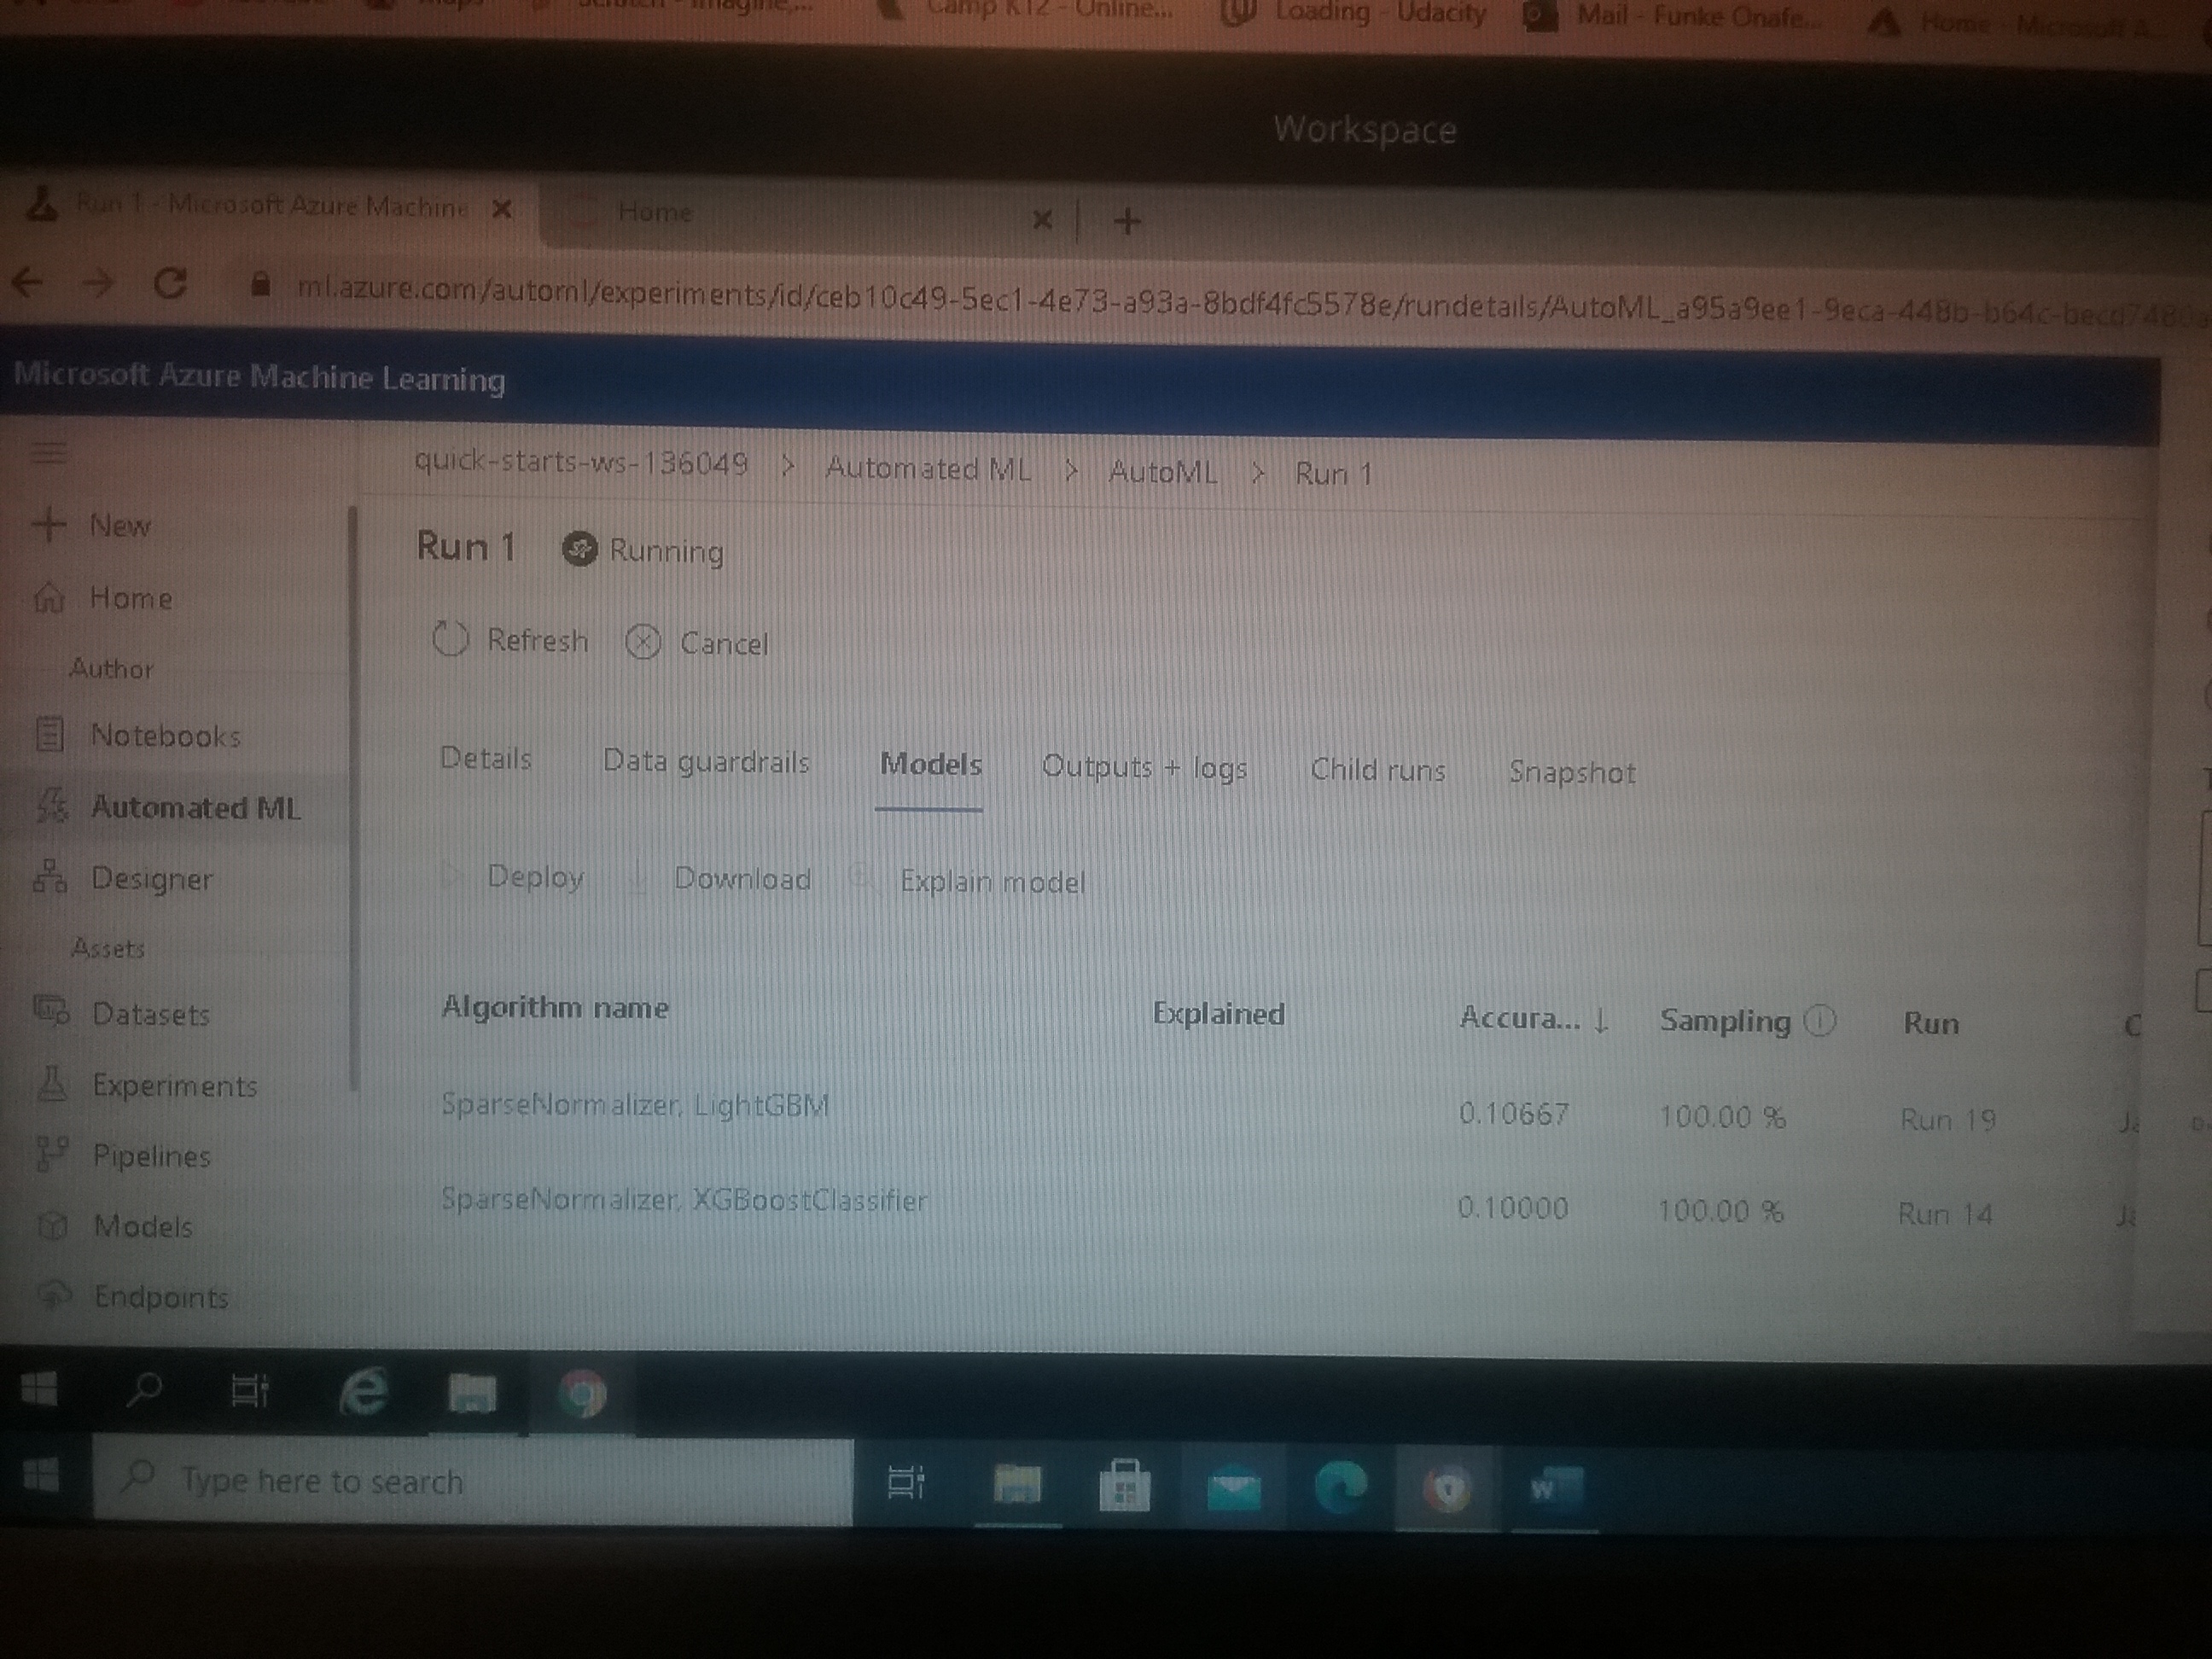 Camp K12 - Online... Loading - Udacity Mail - Funke Onafe... Home - Microsoft A...
Workspace
Run 1 - Microsoft Azure Machine Home
ml.azure.com/automl/experiments/id/ceb10c49-5ec1-4e73-a93a-8bdf4fc5578e/rundetails/AutoML_a95a9ee1-9eca-448b-b64c-becd7480
Microsoft Azure Machine Learning
quick-starts-ws-136049 > Automated ML > AutoML > Run 1
New
Home
Author
Notebooks
Automated ML
Designer
Assets
Datasets
Experiments
Pipelines
Models
Endpoints
Run 1 Running
Refresh Cancel
Details Data guardrails Models Outputs + logs Child runs Snapshot
Deploy Download Explain model
Algorithm name Explained Accura... ↓ Sampling Run
SparseNormalizer, LightGBM 0.10667 100.00 % Run 19
SparseNormalizer, XGBoostClassifier 0.10000 100.00 % Run 14
Type here to search